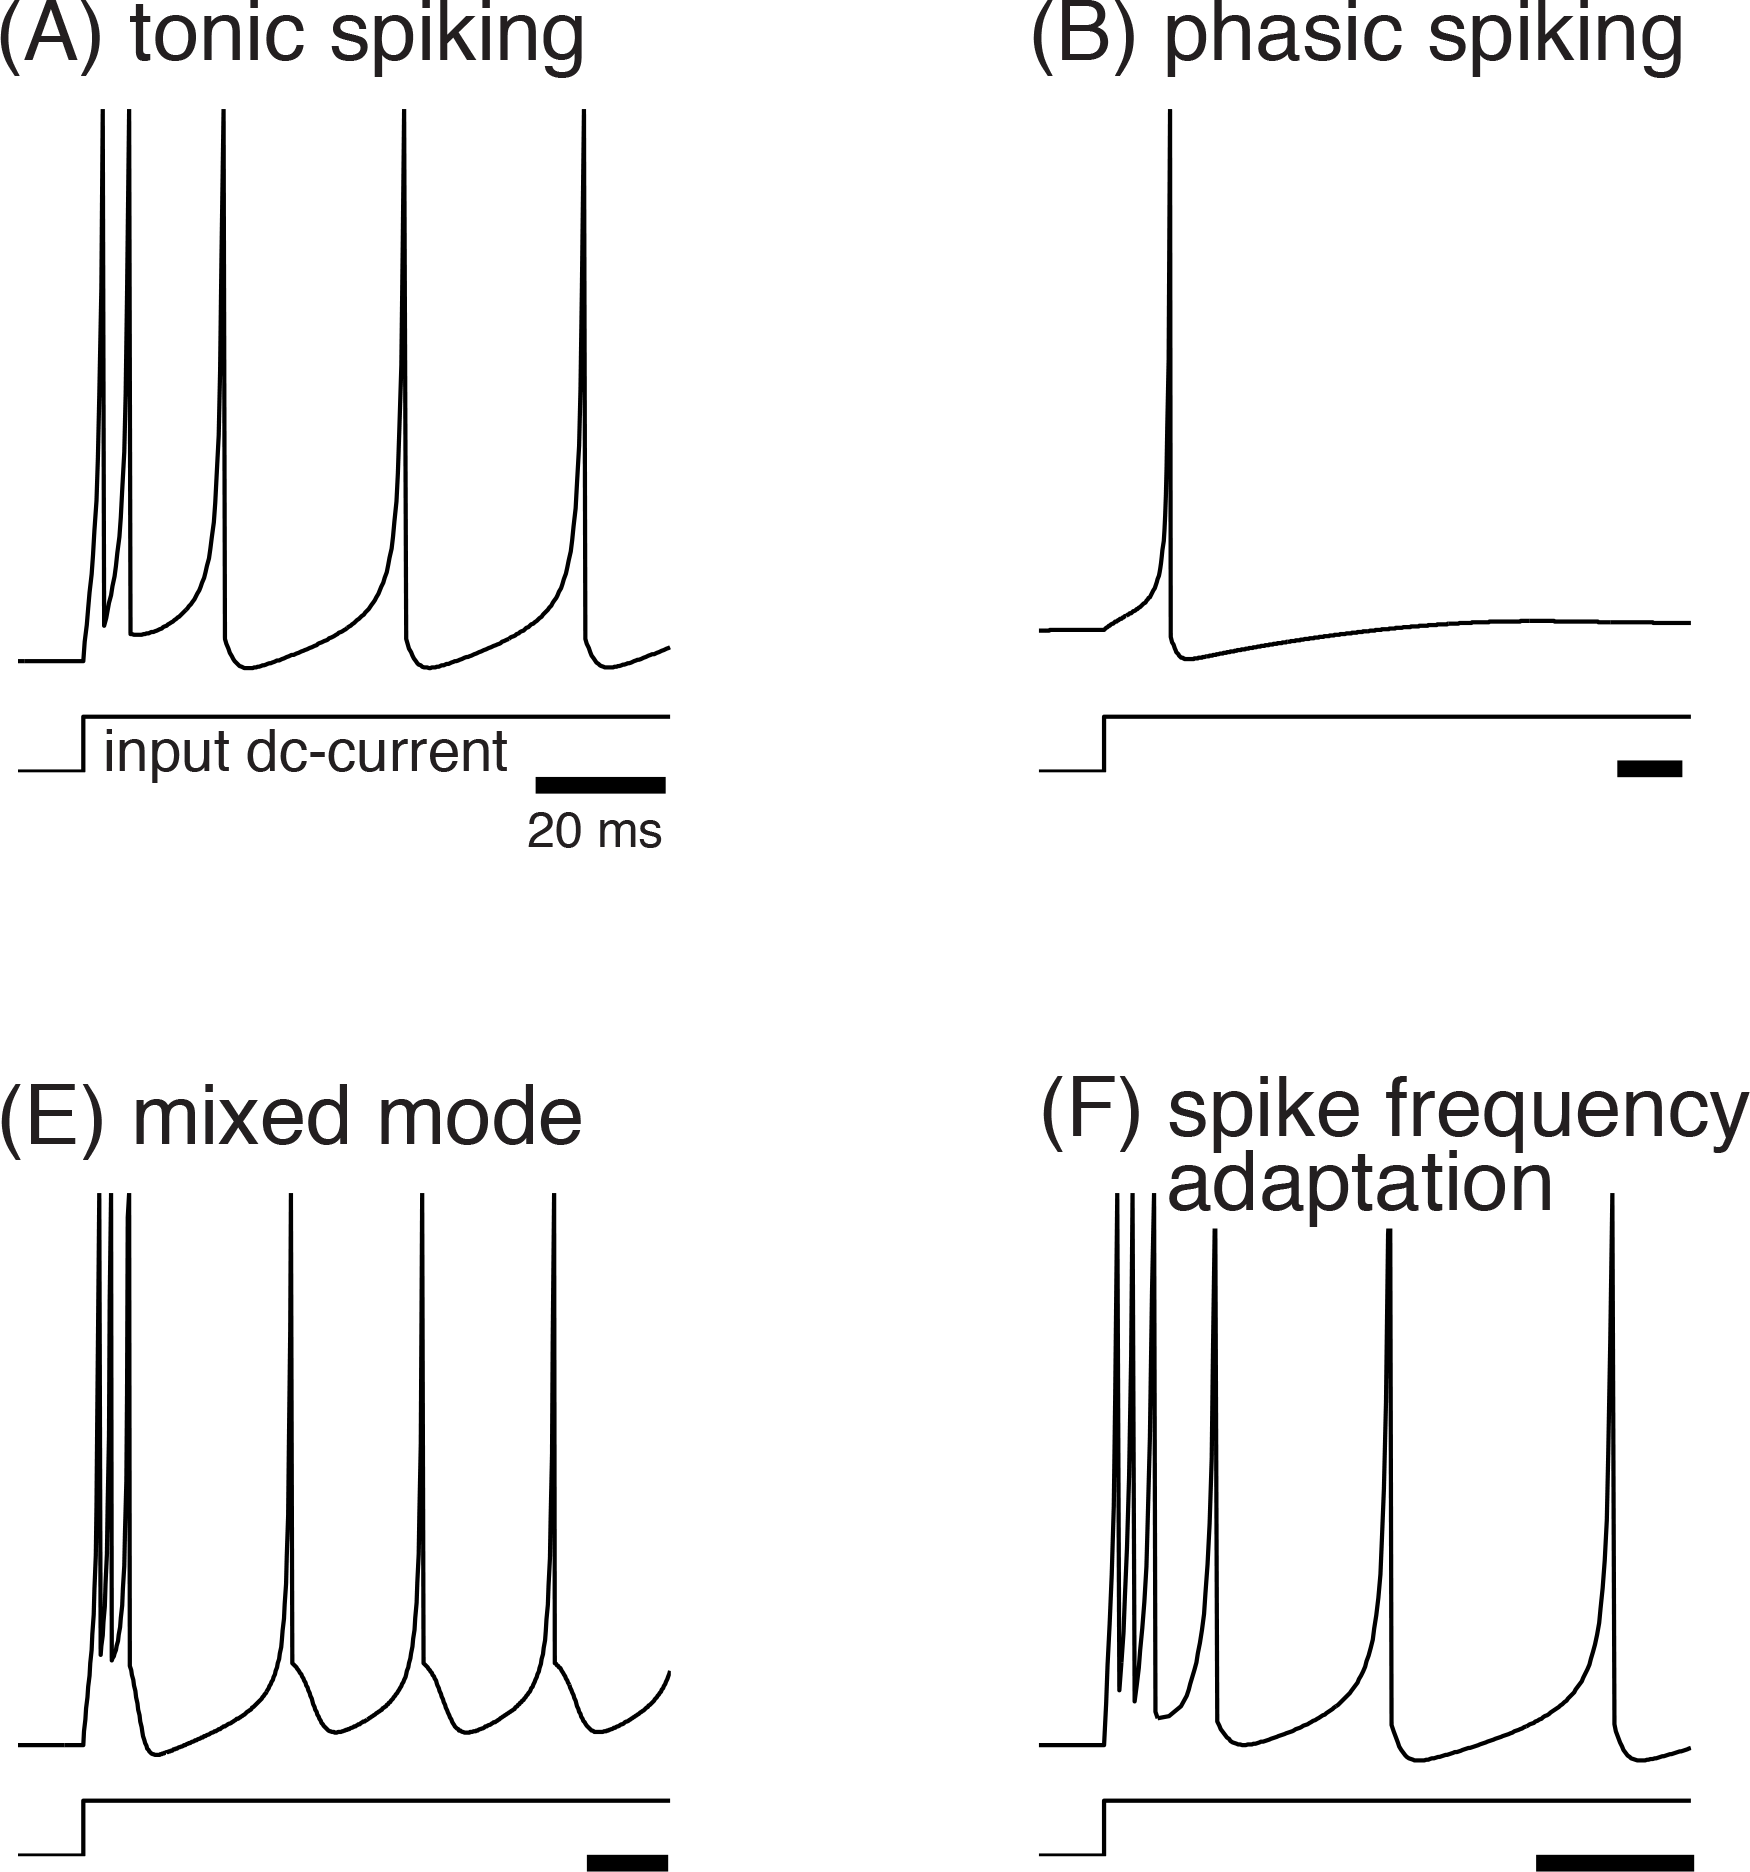 (A) tonic spiking
(B) phasic spiking
input dc-current
20 ms
(E) mixed mode
(F) spike frequency
adaptation